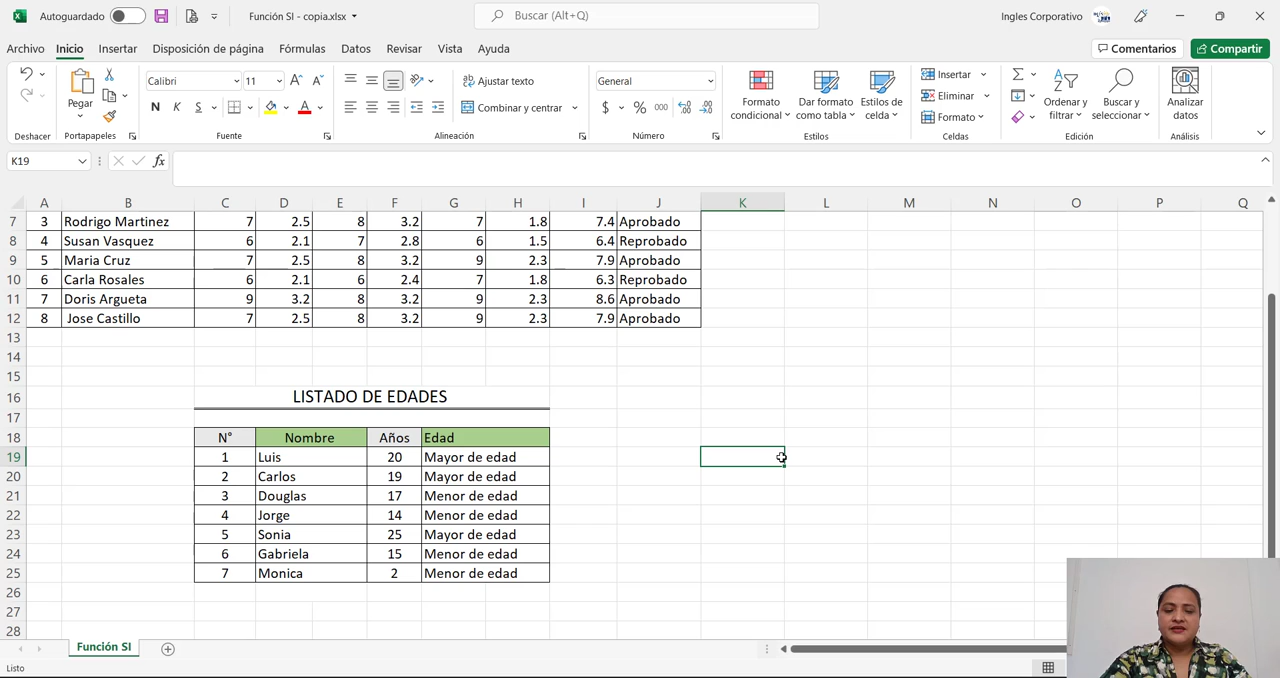 Autoguardado
Función SI - copia.xlsx
Buscar (Alt+Q)
Ingles Corporativo
Archivo Inicio Insertar Disposición de página Fórmulas Datos Revisar Vista Ayuda
Comentarios Compartir
Pegar
Calibri 11
N K S
Ajustar texto
Combinar y centrar
General
$ % 000
Formato condicional
Dar formato como tabla
Estilos de celda
Insertar
Eliminar
Formato
Ordenar y filtrar
Buscar y seleccionar
Analizar datos
Deshacer Portapapeles Fuente Alineación Número Estilos Celdas Edición Análisis
K19 fx
A B C D E F G H I J K L M N O P Q
7 3 Rodrigo Martinez 7 2.5 8 3.2 7 1.8 7.4 Aprobado
8 4 Susan Vasquez 6 2.1 7 2.8 6 1.5 6.4 Reprobado
9 5 Maria Cruz 7 2.5 8 3.2 9 2.3 7.9 Aprobado
10 6 Carla Rosales 6 2.1 6 2.4 7 1.8 6.3 Reprobado
11 7 Doris Argueta 9 3.2 8 3.2 9 2.3 8.6 Aprobado
12 8 Jose Castillo 7 2.5 8 3.2 9 2.3 7.9 Aprobado
13
14
15
16 LISTADO DE EDADES
17
18 N° Nombre Años Edad
19 1 Luis 20 Mayor de edad
20 2 Carlos 19 Mayor de edad
21 3 Douglas 17 Menor de edad
22 4 Jorge 14 Menor de edad
23 5 Sonia 25 Mayor de edad
24 6 Gabriela 15 Menor de edad
25 7 Monica 2 Menor de edad
26
27
28
Función SI
Listo